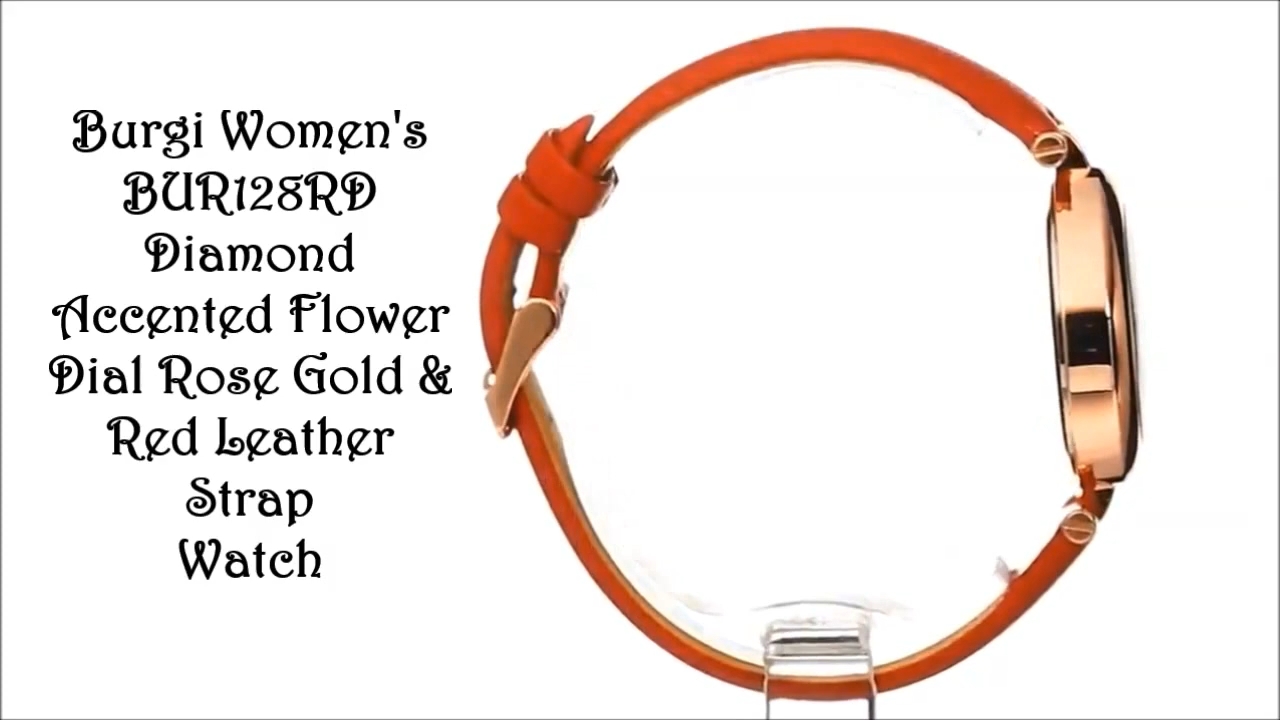 Burgi Women's
BUR128RD
Diamond
Accented Flower
Dial Rose Gold &
Red Leather
Strap
Watch